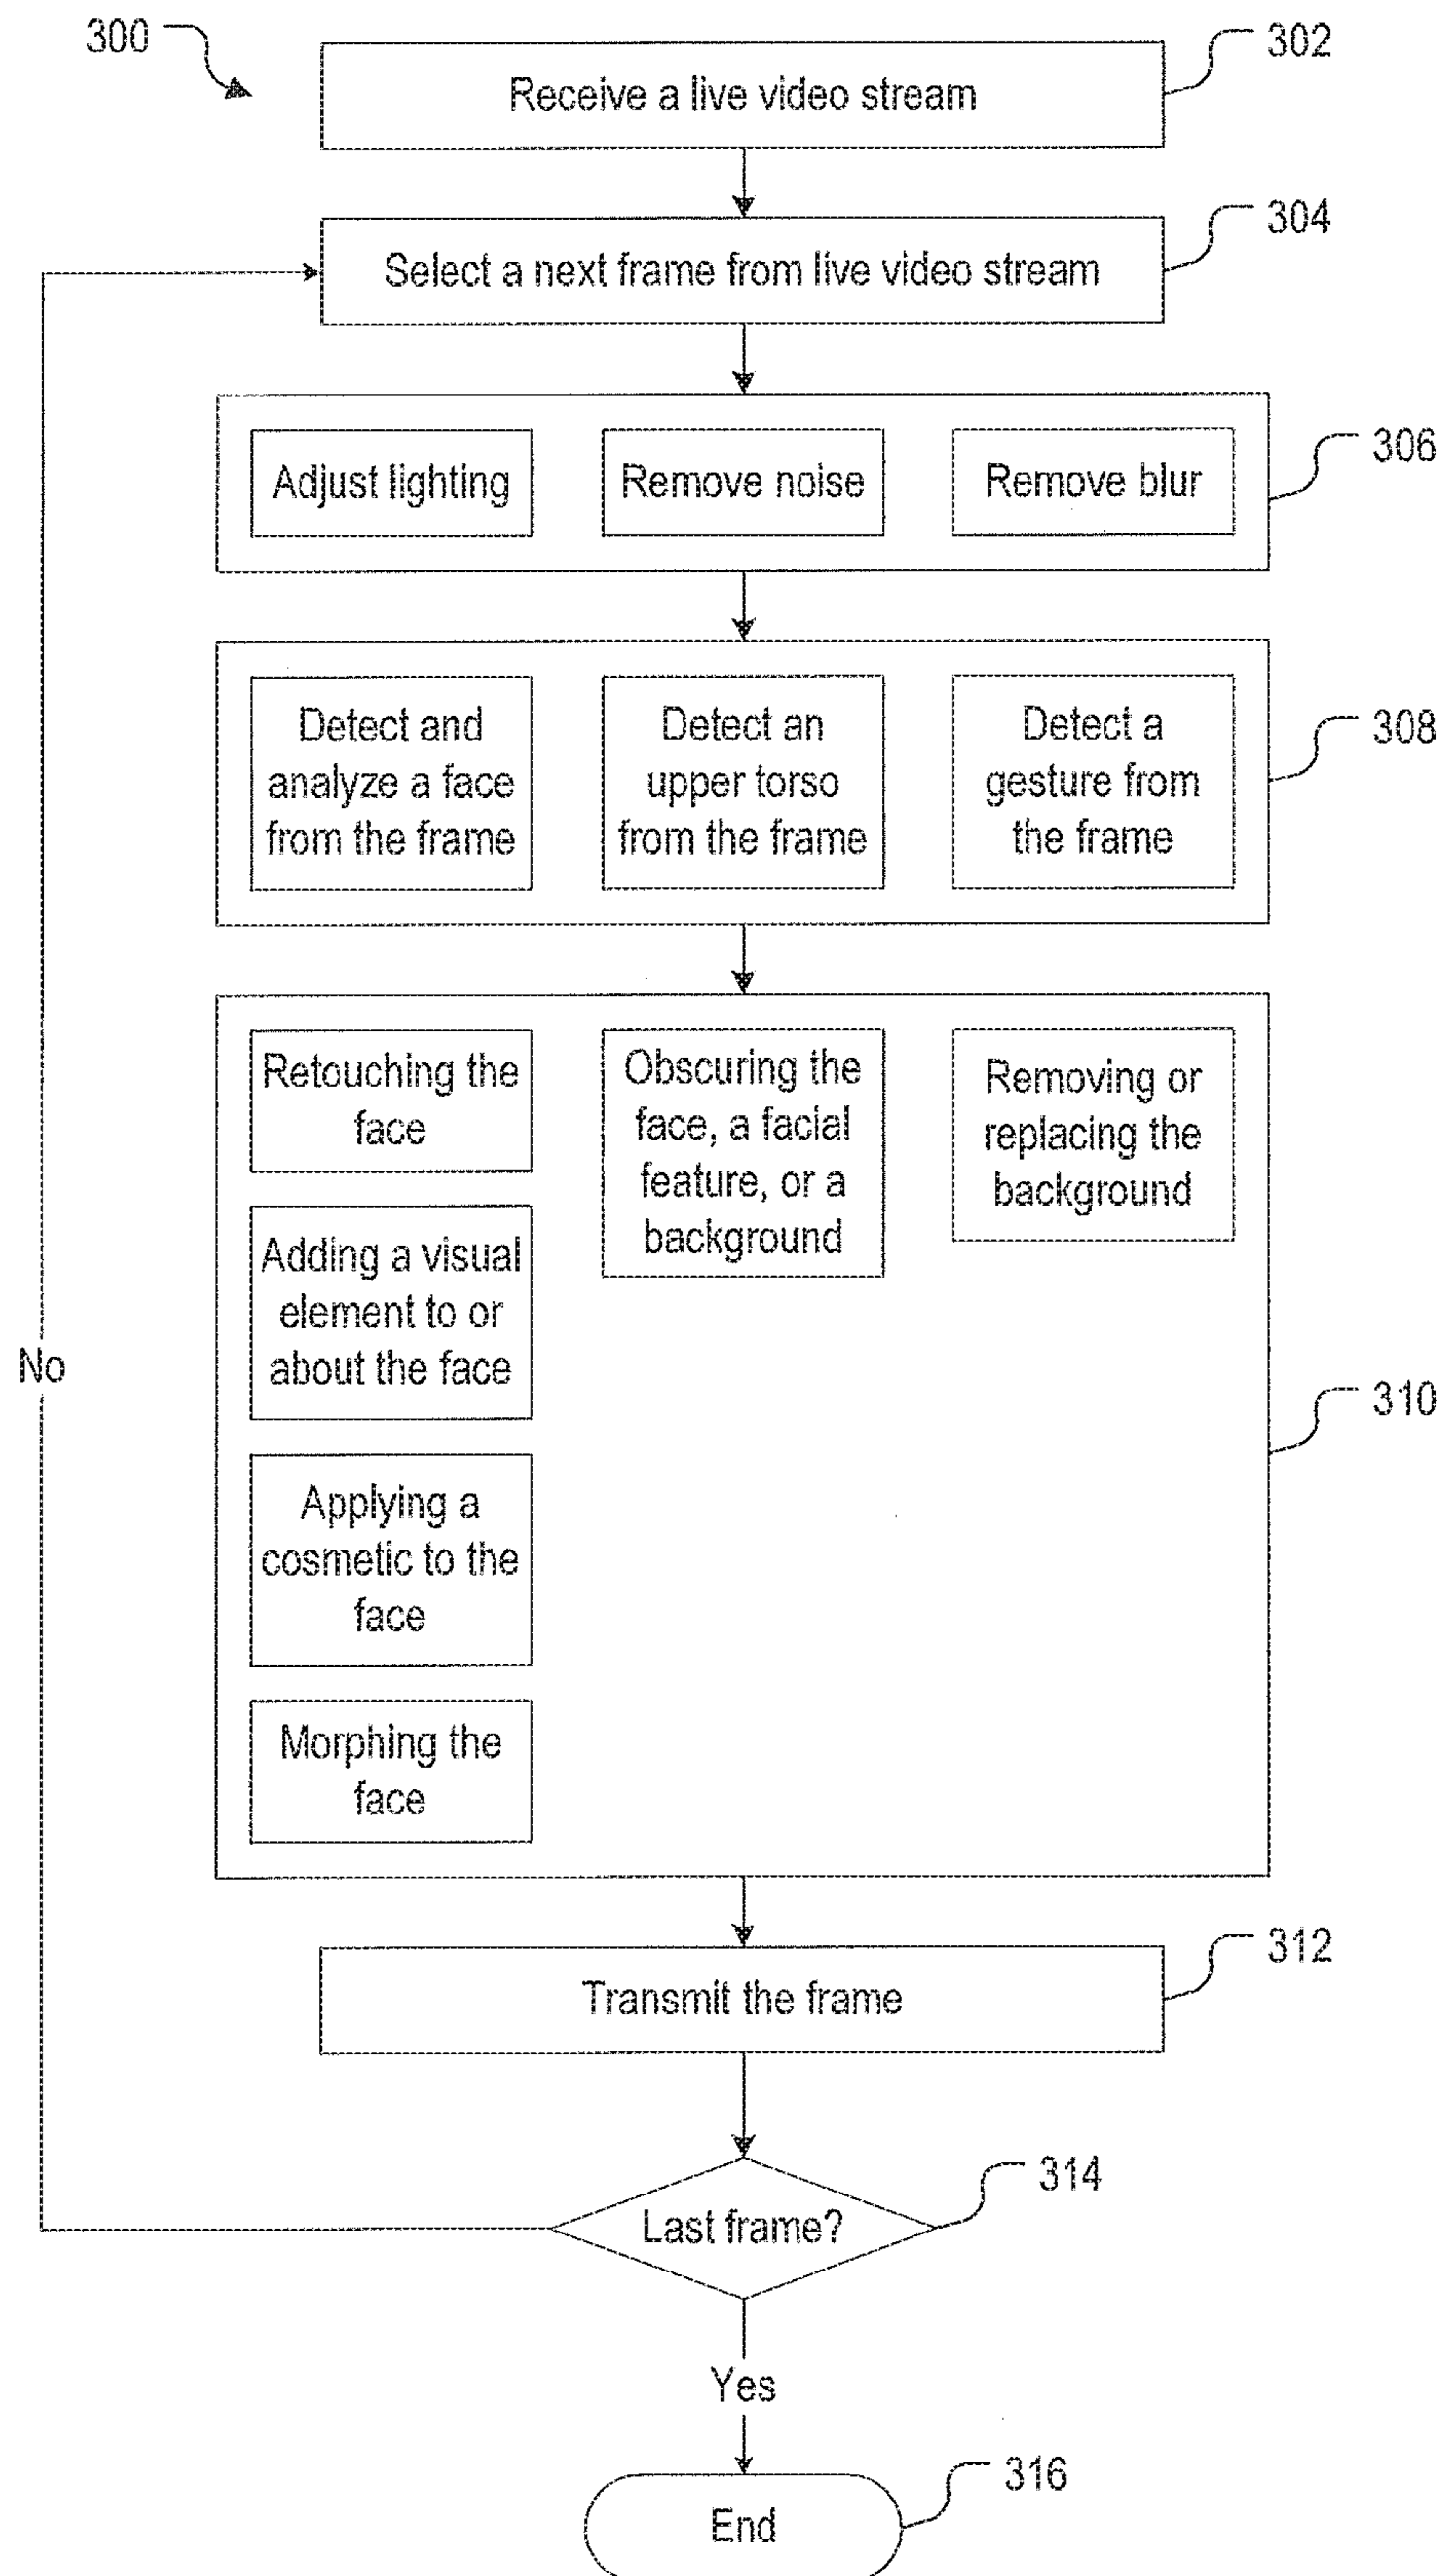 300
302
Receive a live video stream
304
Select a next frame from live video stream
306
Adjust lighting
Remove noise
Remove blur
308
Detect and
analyze a face
from the frame
Detect an
upper torso
from the frame
Detect a
gesture from
the frame
310
Retouching the
face
Adding a visual
element to or
about the face
Applying a
cosmetic to the
face
Morphing the
face
Obscuring the
face, a facial
feature, or a
background
Removing or
replacing the
background
No
312
Transmit the frame
314
Last frame?
Yes
316
End